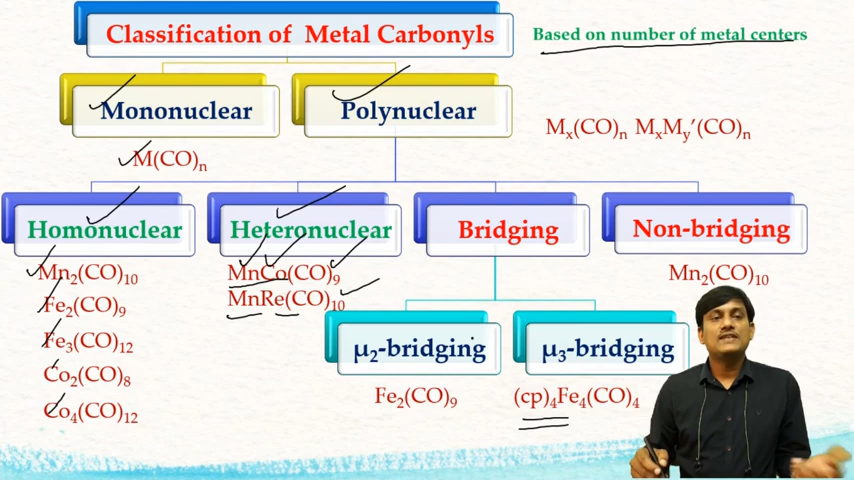 Classification of Metal Carbonyls
Based on number of metal centers
Mononuclear
Polynuclear
Mₓ(CO)ₙ MₓMᵧ′(CO)ₙ
M(CO)ₙ
Homonuclear
Heteronuclear
Bridging
Non-bridging
Mn₂(CO)₁₀
MnCo(CO)₉
Mn₂(CO)₁₀
Fe₂(CO)₉
MnRe(CO)₁₀
Fe₃(CO)₁₂
μ₂-bridging
μ₃-bridging
Co₂(CO)₈
Fe₂(CO)₉
(cp)₄Fe₄(CO)₄
Co₄(CO)₁₂